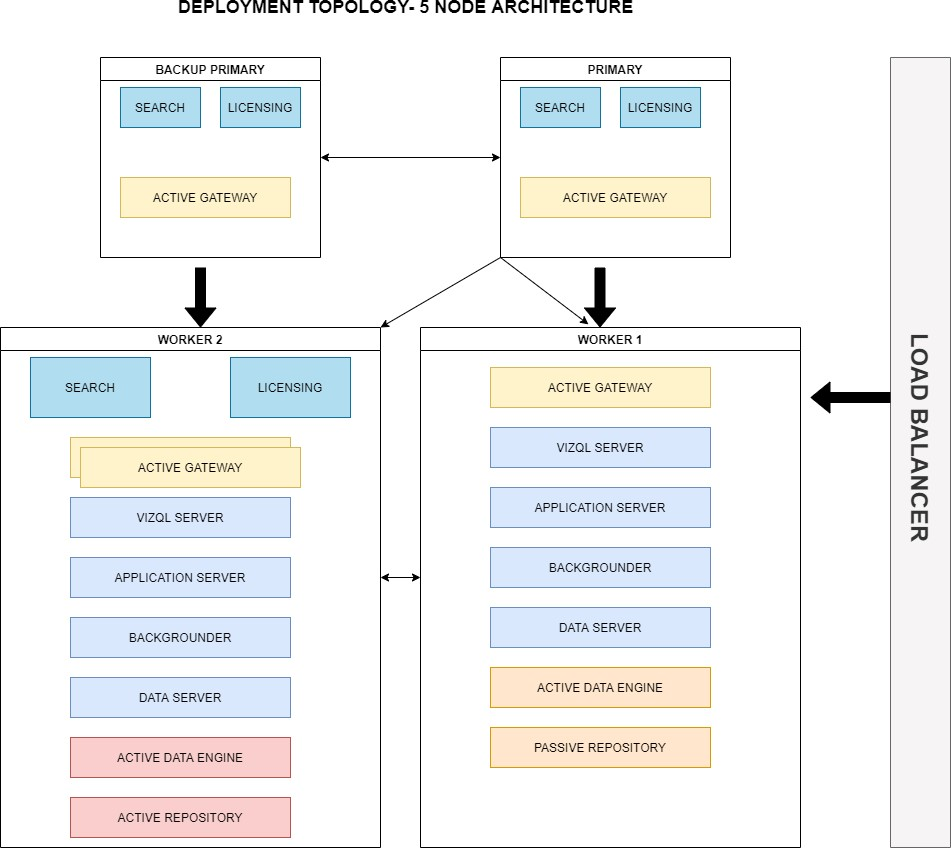 DEPLOYMENT TOPOLOGY- 5 NODE ARCHITECTURE
BACKUP PRIMARY
SEARCH
LICENSING
ACTIVE GATEWAY
PRIMARY
SEARCH
LICENSING
ACTIVE GATEWAY
WORKER 2
SEARCH
LICENSING
ACTIVE GATEWAY
VIZQL SERVER
APPLICATION SERVER
BACKGROUNDER
DATA SERVER
ACTIVE DATA ENGINE
ACTIVE REPOSITORY
WORKER 1
ACTIVE GATEWAY
VIZQL SERVER
APPLICATION SERVER
BACKGROUNDER
DATA SERVER
ACTIVE DATA ENGINE
PASSIVE REPOSITORY
LOAD BALANCER